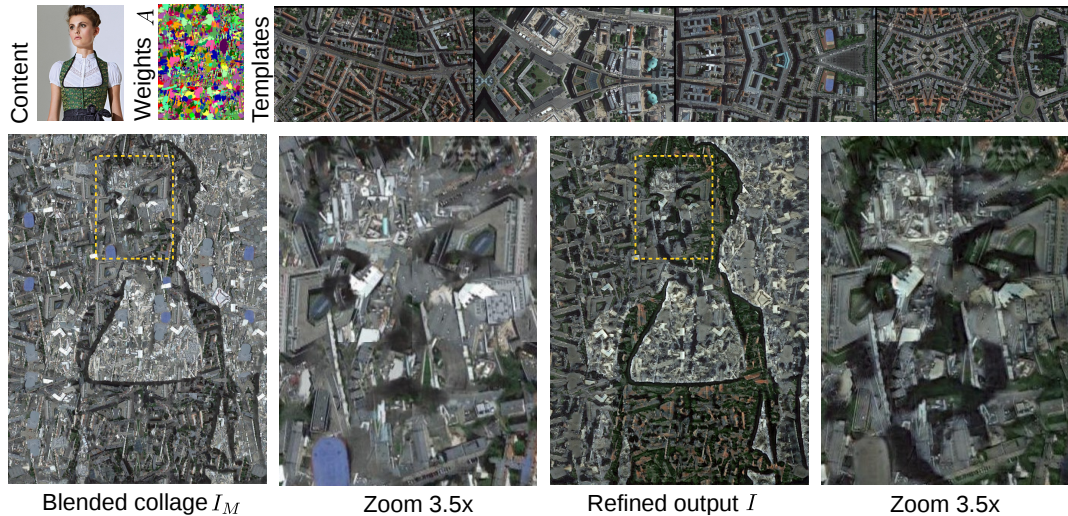 Content
Weights A
Templates
Blended collage I_M
Zoom 3.5x
Refined output I
Zoom 3.5x